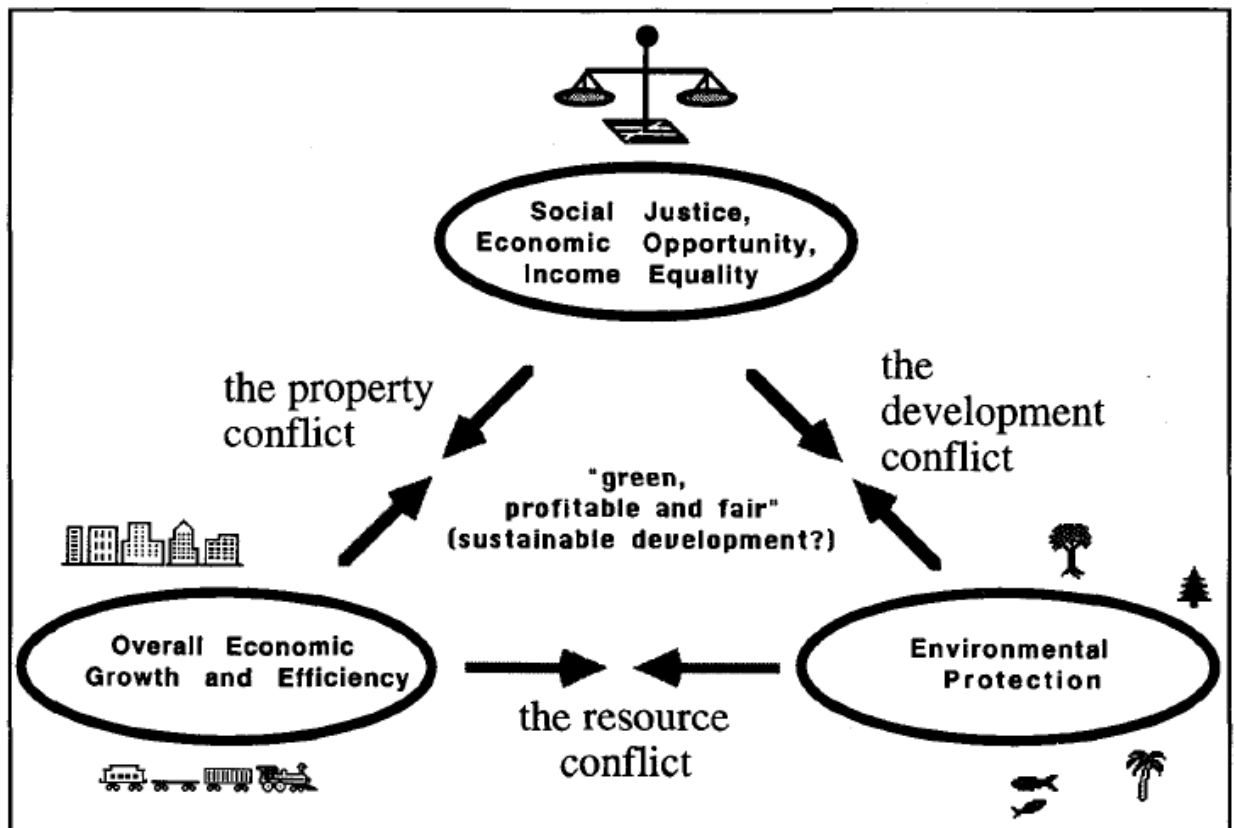 Social Justice,
Economic Opportunity,
Income Equality
the property
conflict
the
development
conflict
"green,
profitable and fair"
(sustainable development?)
Overall Economic
Growth and Efficiency
Environmental
Protection
the resource
conflict